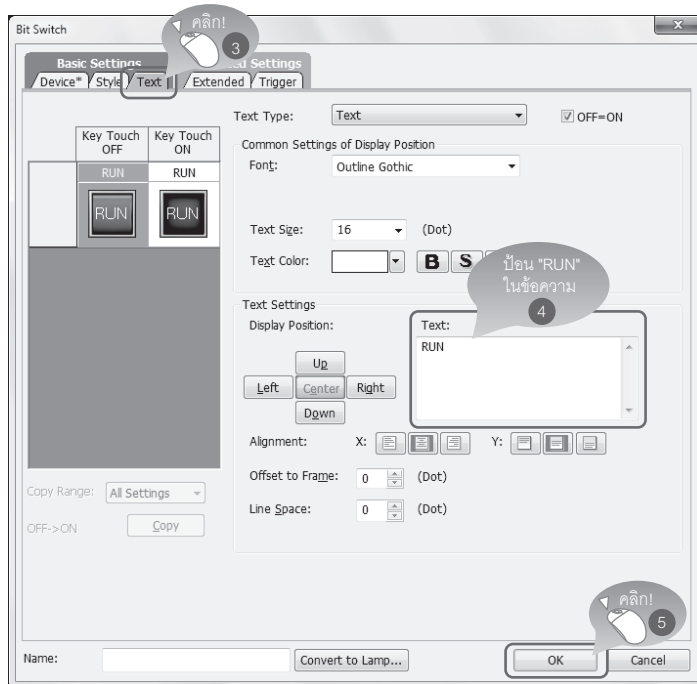 Bit Switch
คลิก!
3
Basic Settings
ed Settings
Device*
Style
Text
Extended
Trigger
Text Type:
Text
OFF=ON
Key Touch OFF
Key Touch ON
RUN
RUN
RUN
RUN
Common Settings of Display Position
Font:
Outline Gothic
Text Size:
16
(Dot)
Text Color:
B
S
ป้อน "RUN"
ในข้อความ
4
Text Settings
Display Position:
Text:
RUN
Up
Left
Center
Right
Down
Alignment:
X:
Y:
Offset to Frame:
0
(Dot)
Line Space:
0
(Dot)
Copy Range:
All Settings
OFF->ON
Copy
คลิก!
5
Name:
Convert to Lamp...
OK
Cancel